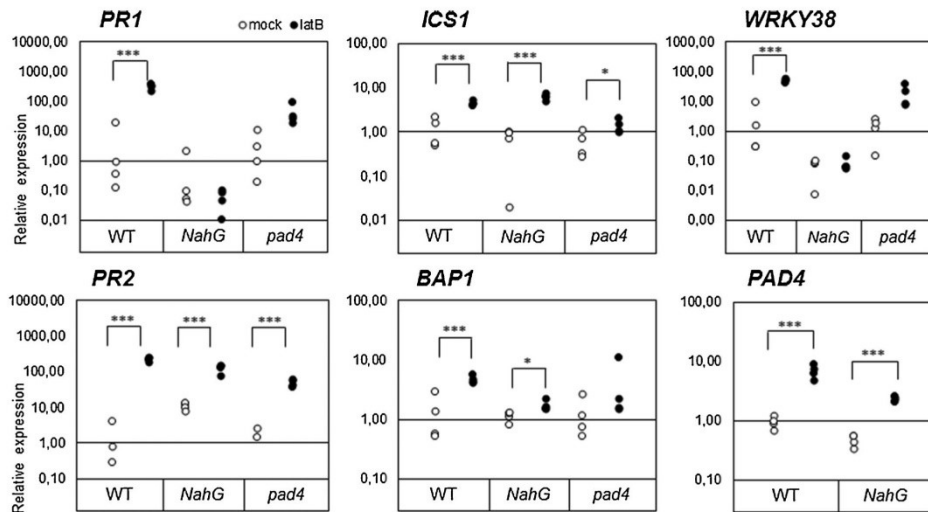 PR1
mock latB
ICS1
WRKY38
Relative expression
10000,00
1000,00
100,00
10,00
1,00
0,10
0,01
***
WT NahG pad4
100,00
10,00
1,00
0,10
0,01
*** *** *
WT NahG pad4
1000,00
100,00
10,00
1,00
0,10
0,00
***
WT NahG pad4
PR2
BAP1
PAD4
Relative expression
10000,00
1000,00
100,00
10,00
1,00
0,10
*** *** ***
WT NahG pad4
100,00
10,00
1,00
0,10
*** *
WT NahG pad4
100,00
10,00
1,00
0,10
*** ***
WT NahG